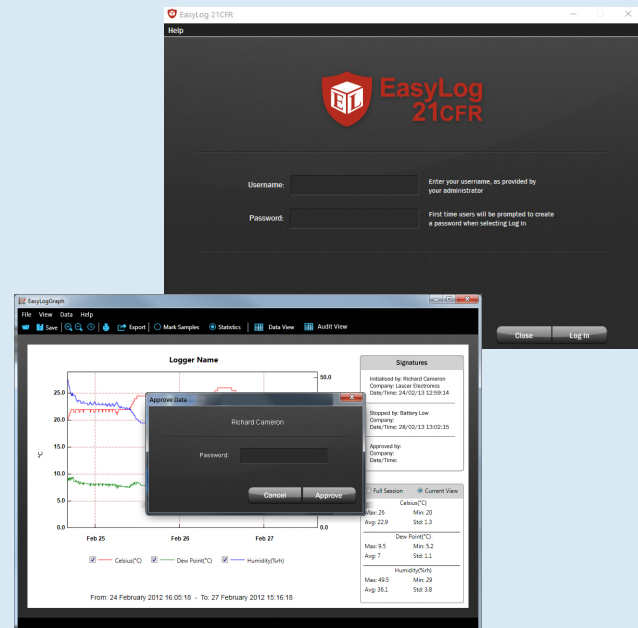 EasyLog 21CFR
Help
EL
EasyLog
21CFR
Username:
Enter your username, as provided by
your administrator
Password:
First time users will be prompted to create
a password when selecting Log In
Close
Log In
EasyLogGraph
File View Data Help
Save Export Mark Samples Statistics Data View Audit View
Logger Name
50.0
25.0
20.0
15.0
10.0
5.0
0.0
0.0
°C
Feb 25
Feb 26
Feb 27
Celsius(°C) Dew Point(°C) Humidity(%rh)
From: 24 February 2012 16:05:18 - To: 27 February 2012 15:16:18
Approve Data
Richard Cameron
Password:
Cancel
Approve
Signatures
Initialised by: Richard Cameron
Company: Lascar Electronics
Date/Time: 24/02/13 12:59:14
Stopped by: Battery Low
Company:
Date/Time: 28/02/13 13:02:15
Approved by:
Company:
Date/Time:
Full Session Current View
Celsius(°C)
Max: 26 Min: 20
Avg: 22.9 Std: 1.3
Dew Point(°C)
Max: 9.5 Min: 5.2
Avg: 7 Std: 1.1
Humidity(%rh)
Max: 49.5 Min: 29
Avg: 36.1 Std: 3.8